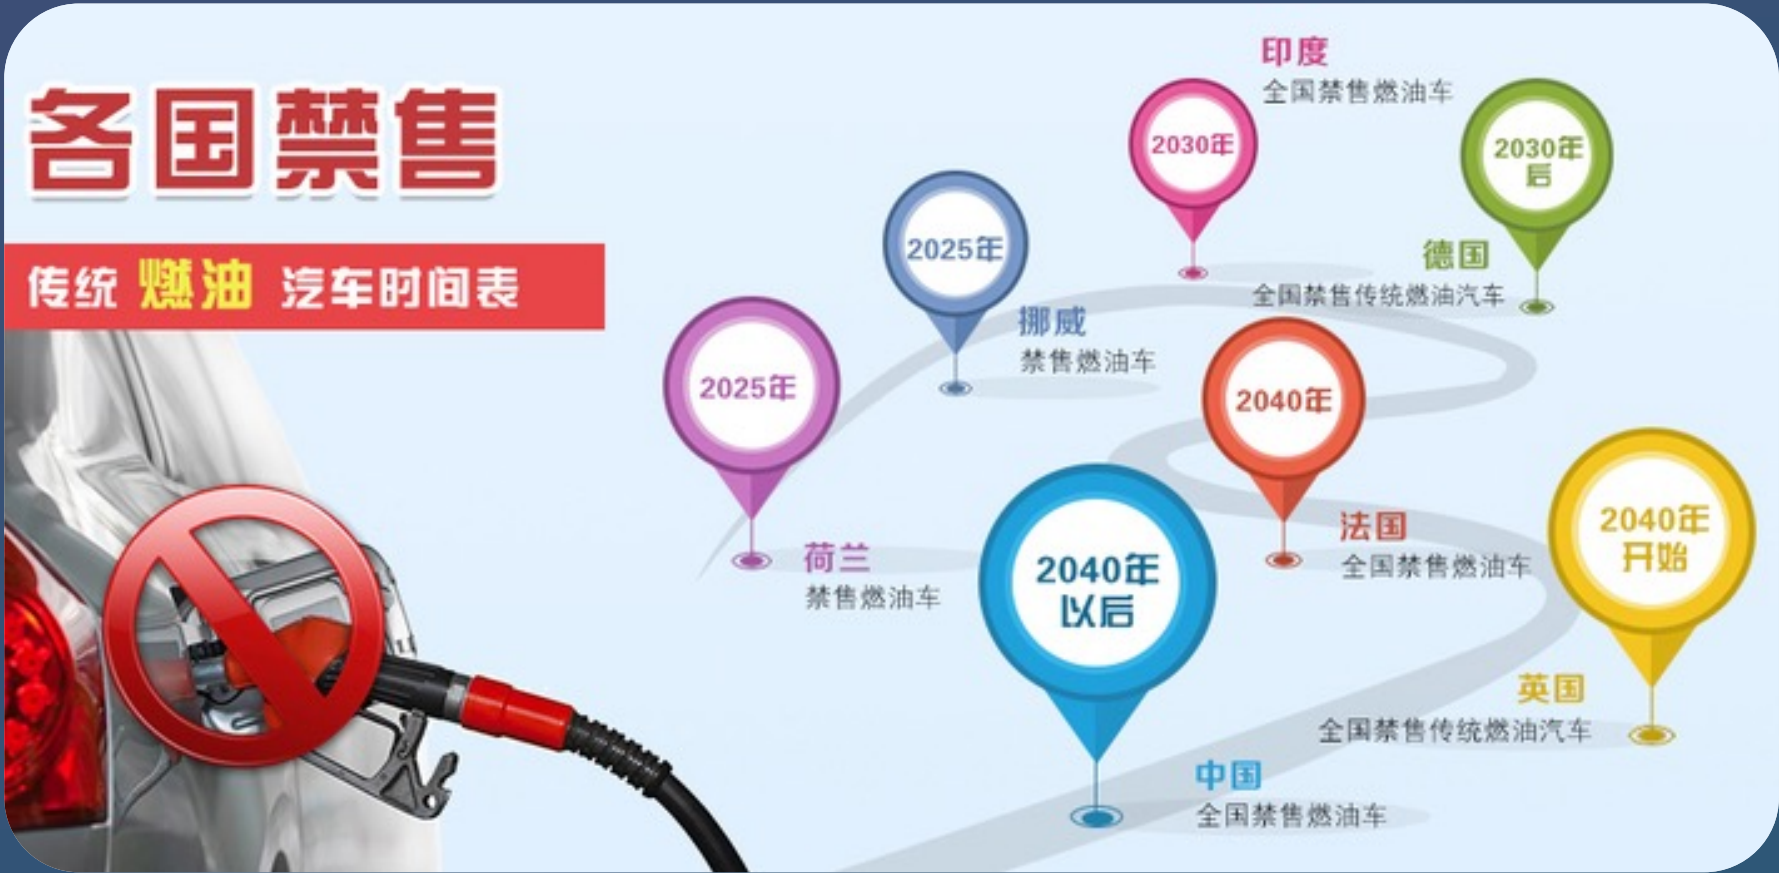 各国禁售
传统 燃油 汽车时间表
2025年
荷兰
禁售燃油车
2025年
挪威
禁售燃油车
2030年
印度
全国禁售燃油车
2030年
后
德国
全国禁售传统燃油汽车
2040年
法国
全国禁售燃油车
2040年
开始
英国
全国禁售传统燃油汽车
2040年
以后
中国
全国禁售燃油车